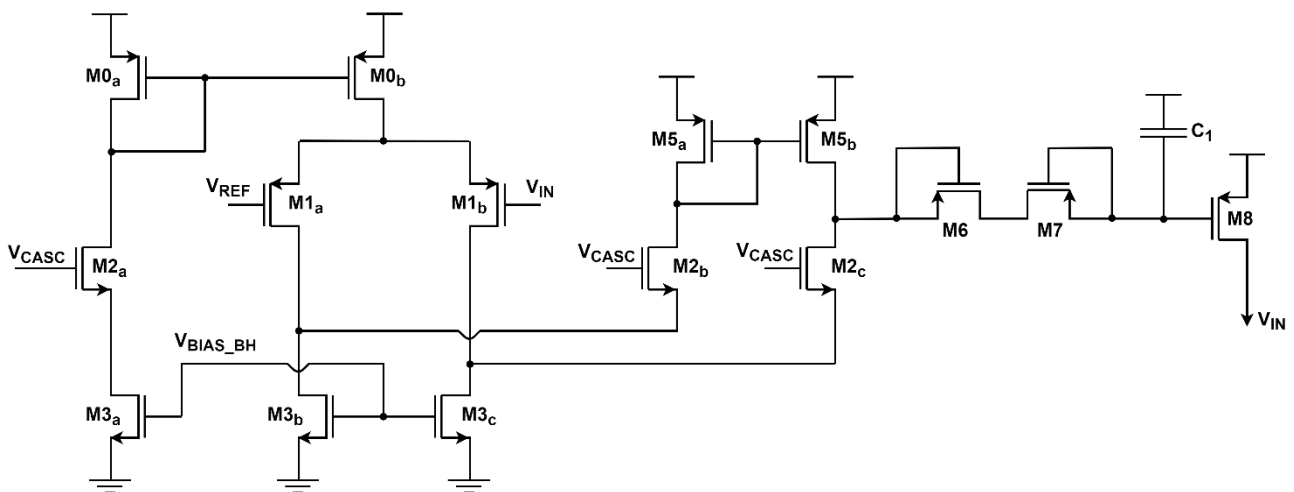 M0a
M0b
M5a
M5b
C1
VREF
M1a
M1b
VIN
M6
M7
M8
VCASC
M2a
VCASC
M2b
VCASC
M2c
VIN
VBIAS_BH
M3a
M3b
M3c